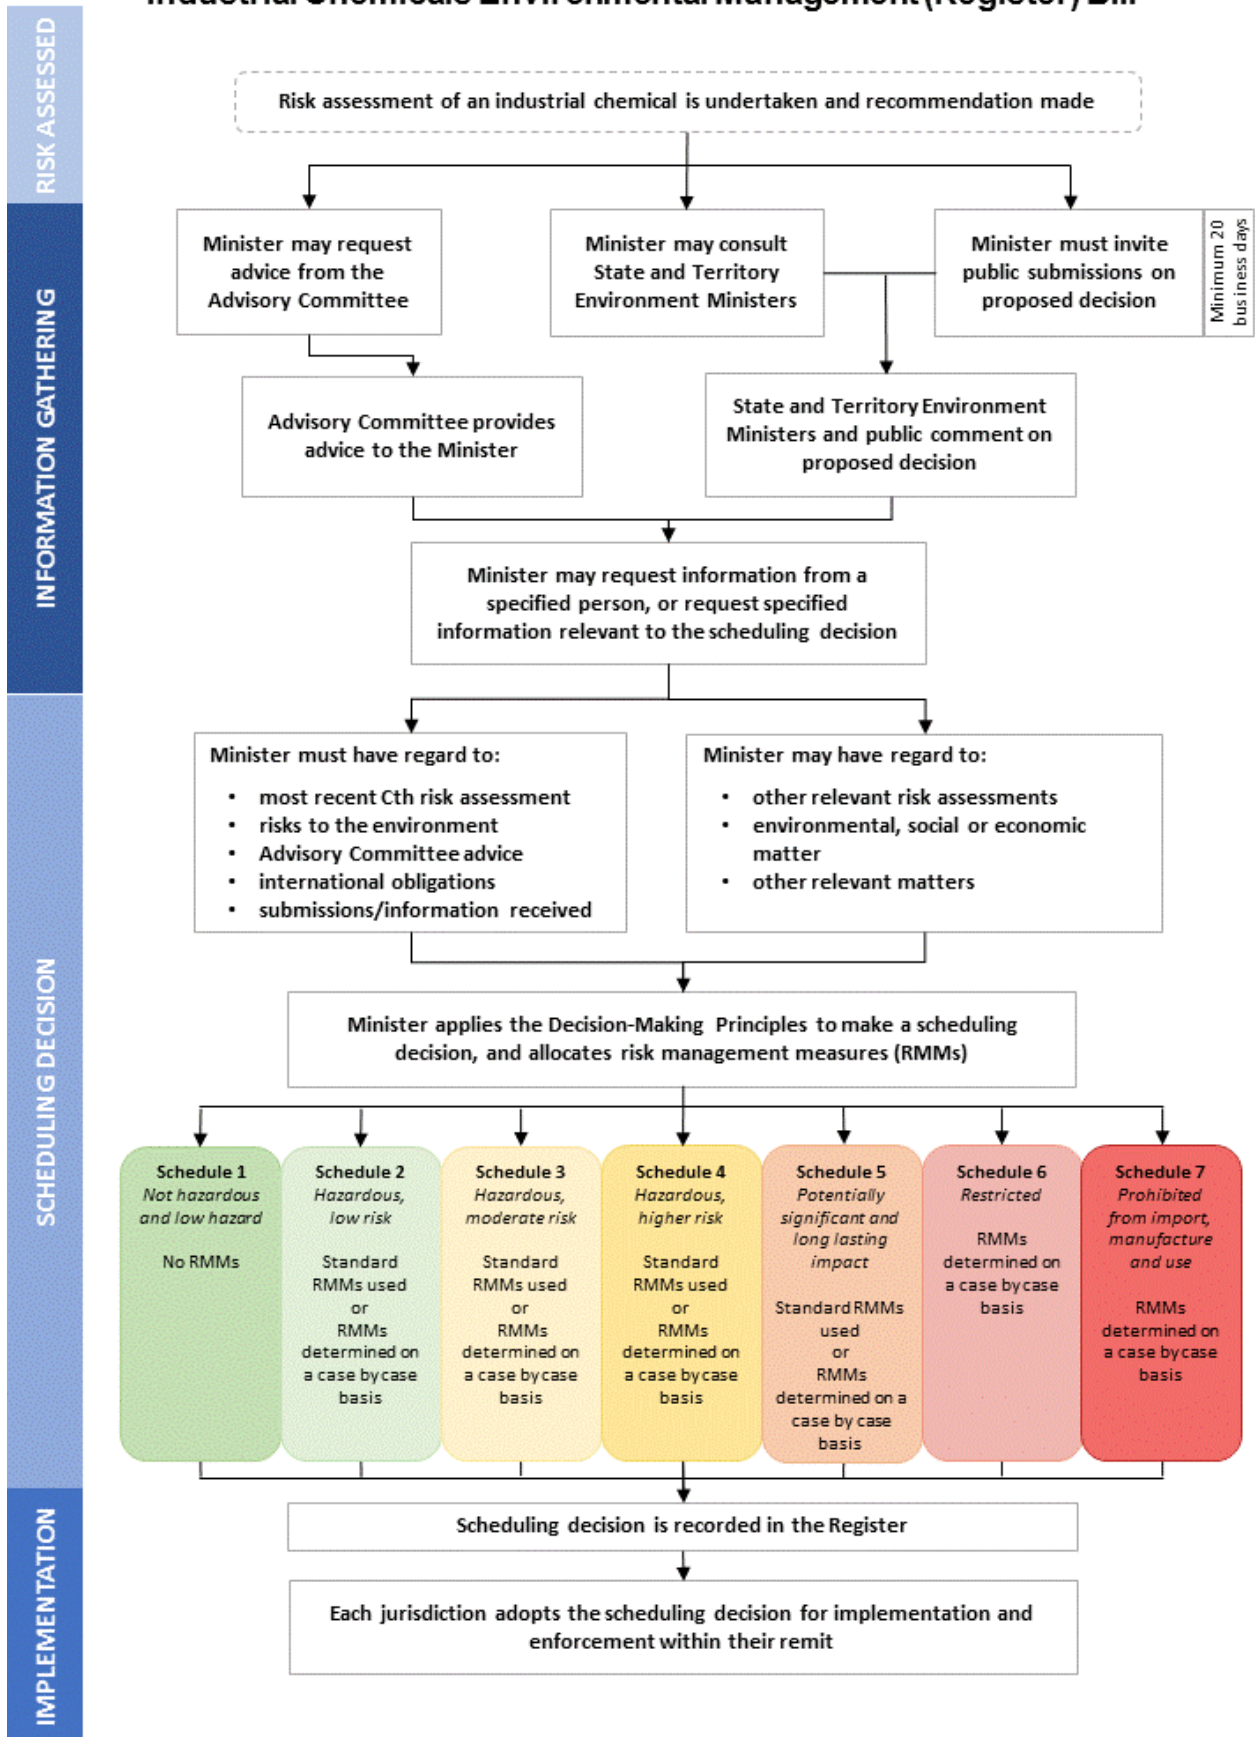 Industrial Chemicals Environmental Management (Register) Bill
RISK ASSESSED
Risk assessment of an industrial chemical is undertaken and recommendation made
INFORMATION GATHERING
Minister may request
advice from the
Advisory Committee
Minister may consult
State and Territory
Environment Ministers
Minister must invite
public submissions on
proposed decision
Minimum 20
business days
Advisory Committee provides
advice to the Minister
State and Territory Environment
Ministers and public comment on
proposed decision
Minister may request information from a
specified person, or request specified
information relevant to the scheduling decision
SCHEDULING DECISION
Minister must have regard to:
• most recent Cth risk assessment
• risks to the environment
• Advisory Committee advice
• international obligations
• submissions/information received
Minister may have regard to:
• other relevant risk assessments
• environmental, social or economic
matter
• other relevant matters
Minister applies the Decision-Making Principles to make a scheduling
decision, and allocates risk management measures (RMMs)
Schedule 1
Not hazardous
and low hazard
No RMMs
Schedule 2
Hazardous,
low risk
Standard
RMMs used
or
RMMs
determined on
a case by case
basis
Schedule 3
Hazardous,
moderate risk
Standard
RMMs used
or
RMMs
determined on
a case by case
basis
Schedule 4
Hazardous,
higher risk
Standard
RMMs used
or
RMMs
determined on
a case by case
basis
Schedule 5
Potentially
significant and
long lasting
impact
Standard RMMs
used
or
RMMs
determined on a
case by case
basis
Schedule 6
Restricted
RMMs
determined on
a case by case
basis
Schedule 7
Prohibited
from import,
manufacture
and use
RMMs
determined on
a case by case
basis
IMPLEMENTATION
Scheduling decision is recorded in the Register
Each jurisdiction adopts the scheduling decision for implementation and
enforcement within their remit